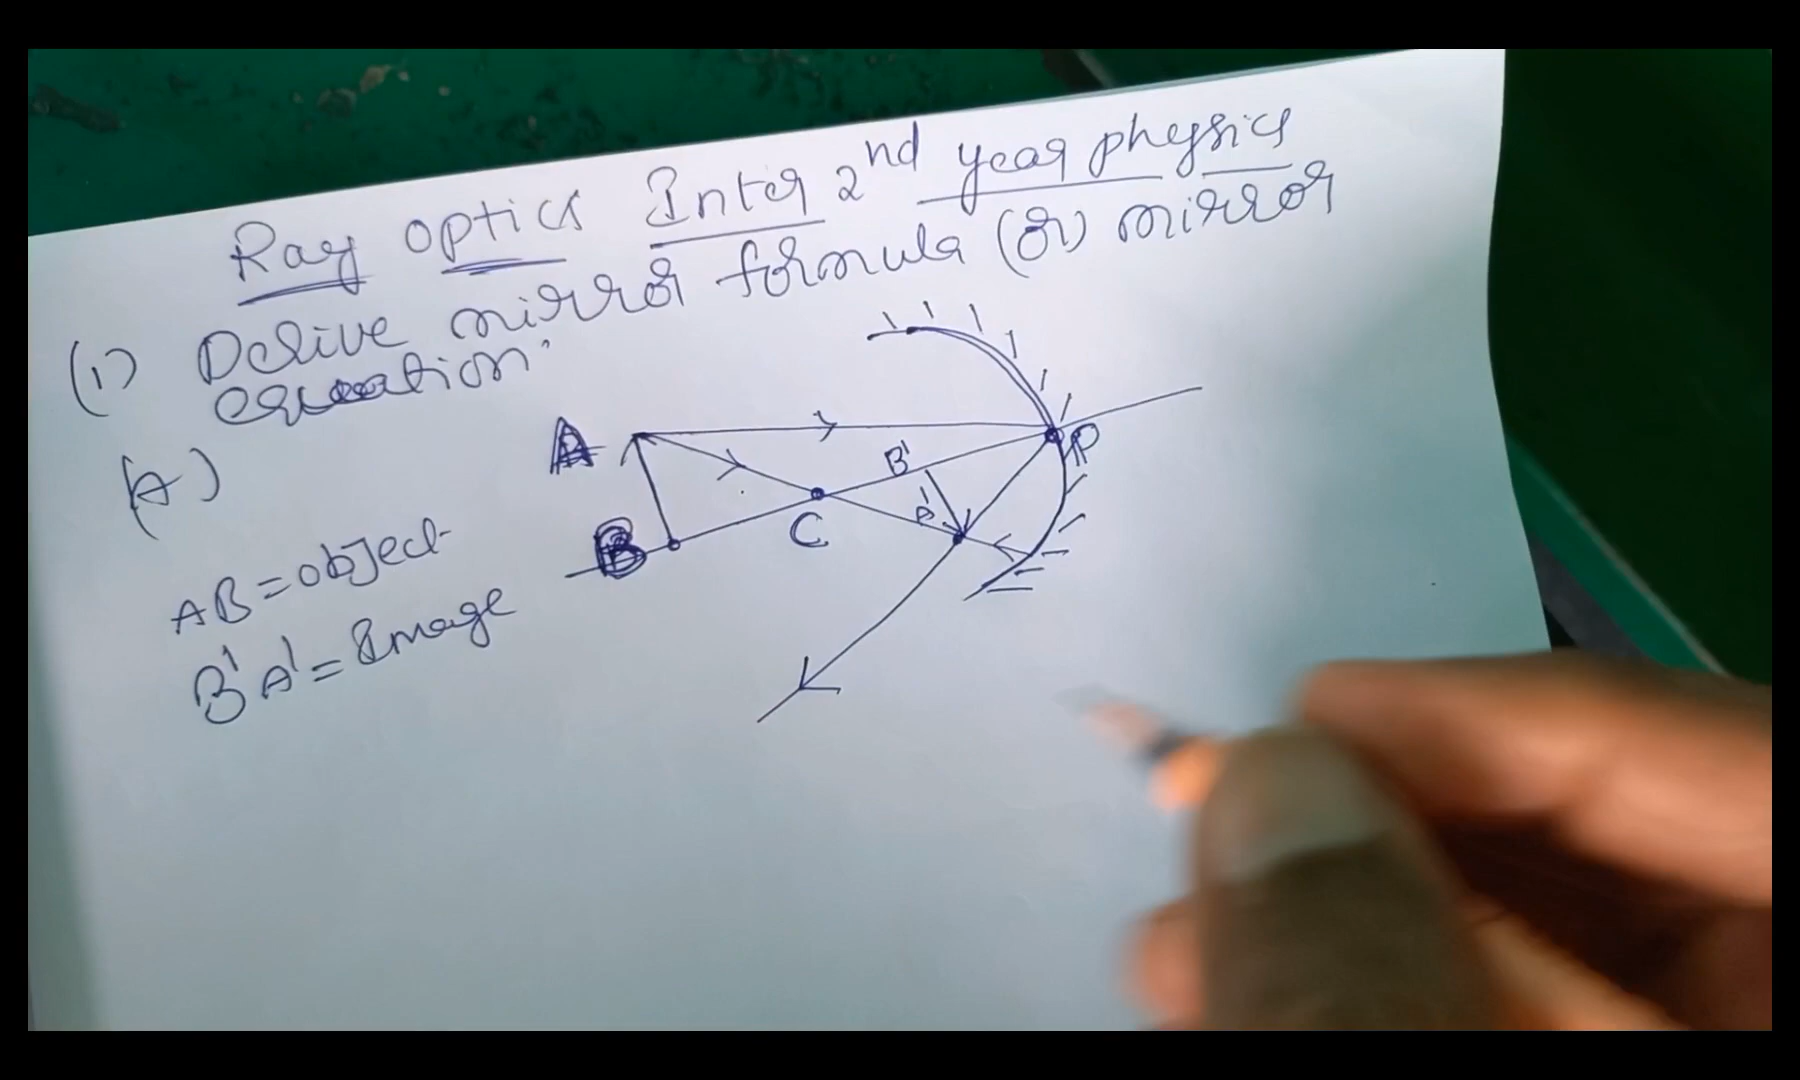 Ray optics Inter 2nd year physics
(1) Derive mirror formula (or) mirror
equation.
(A)
A
B
C
B'
A'
P
AB = object
B'A' = Image